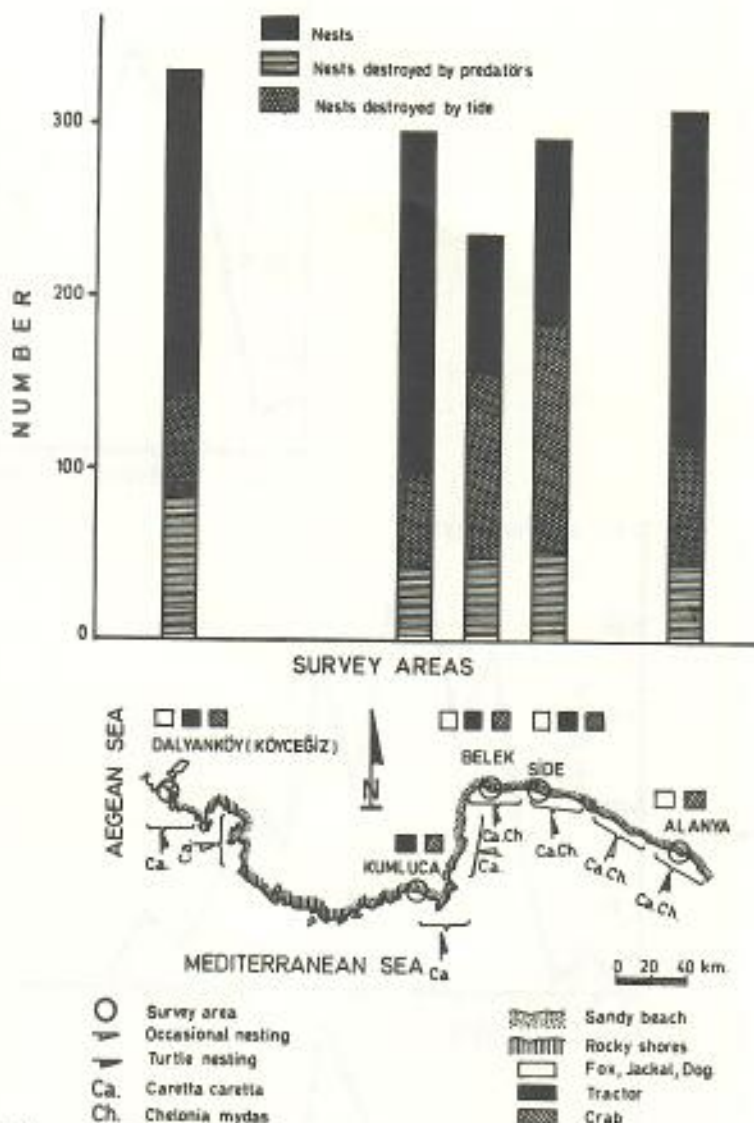 Nests
Nests destroyed by predatörs
Nests destroyed by tide
300
200
100
0
NUMBER
SURVEY AREAS
AEGEAN SEA
DALYANKÖY (KÖYCEĞİZ)
N
BELEK
SİDE
ALANYA
KUMLUCA
Ca.
Ca.
Ca.Ch.
Ca.
Ca.Ch.
Ca.Ch.
Ca.Ch.
Ca
MEDITERRANEAN SEA
0 20 40 km.
Survey area
Occasional nesting
Turtle nesting
Ca. Caretta caretta
Ch. Chelonia mydas
Sandy beach
Rocky shores
Fox, Jackal, Dog
Tractor
Crab